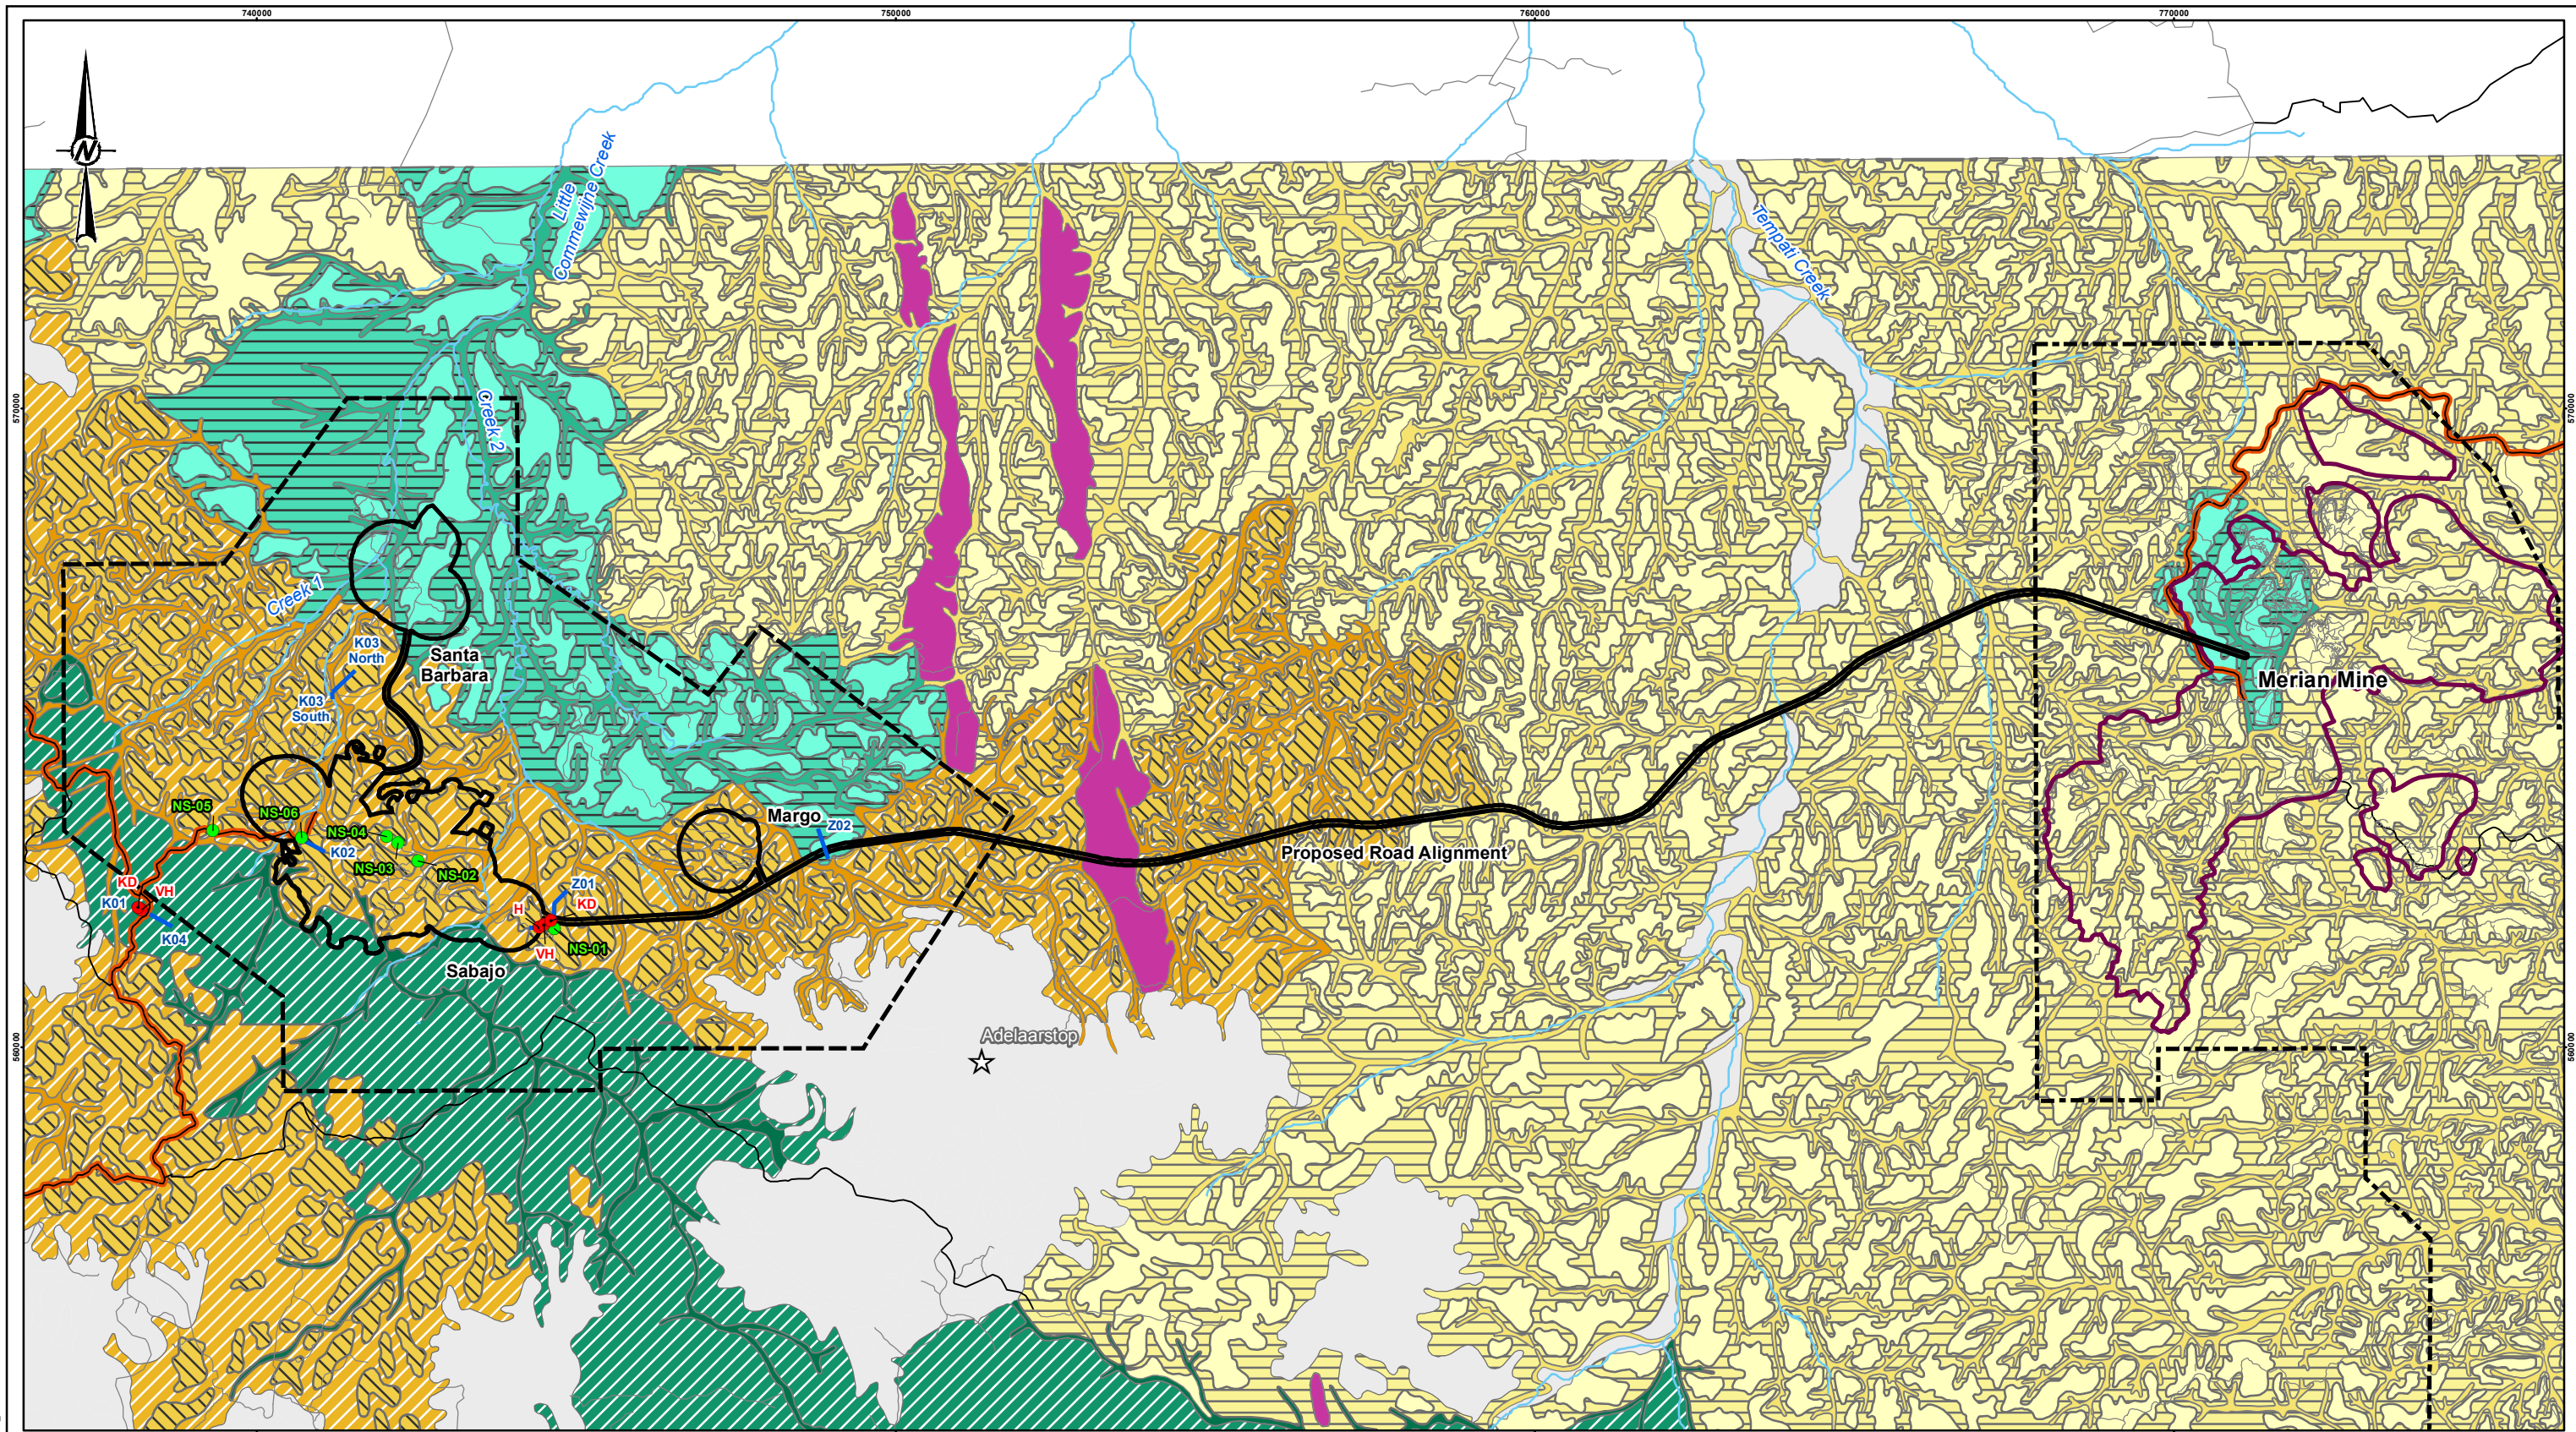 740000
750000
760000
770000
N
Little
Commewijne Creek
Tempati Creek
570000
570000
Creek 2
Creek 1
K03
North
Santa
Barbara
K03
South
Merian Mine
NS-05
NS-06
NS-04
Margo
Z02
K02
NS-03
NS-02
Proposed Road Alignment
KD
VH
K01
K04
Z01
KD
H
NS-01
VH
Sabajo
Adelaarstop
560000
560000